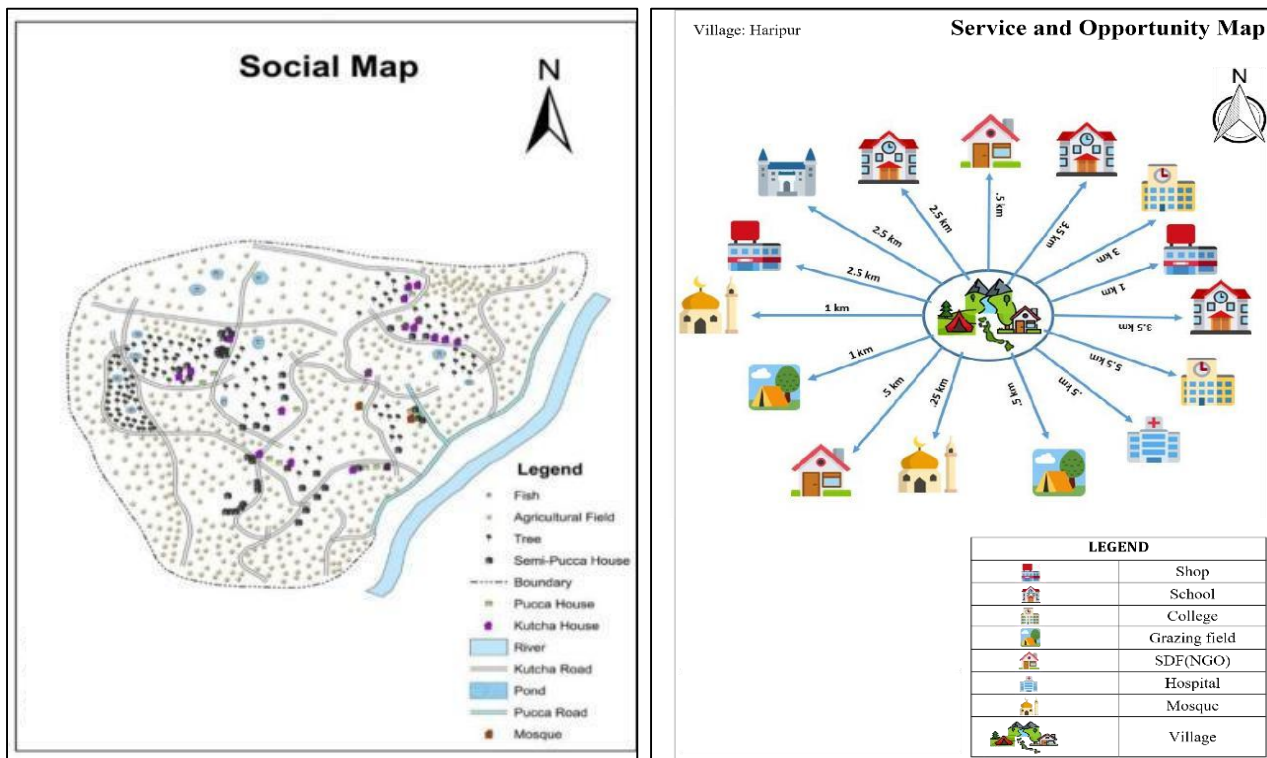 Social Map
N
Legend
Fish
Agricultural Field
Tree
Semi-Pucca House
Boundary
Pucca House
Kutcha House
River
Kutcha Road
Pond
Pucca Road
Mosque
Village: Haripur
Service and Opportunity Map
N
2.5 km
2.5 km
.5 km
3.5 km
3 km
2.5 km
1 km
1 km
3.5 km
1 km
5.5 km
.5 km
.25 km
.5 km
.5 km
LEGEND
Shop
School
College
Grazing field
SDF(NGO)
Hospital
Mosque
Village